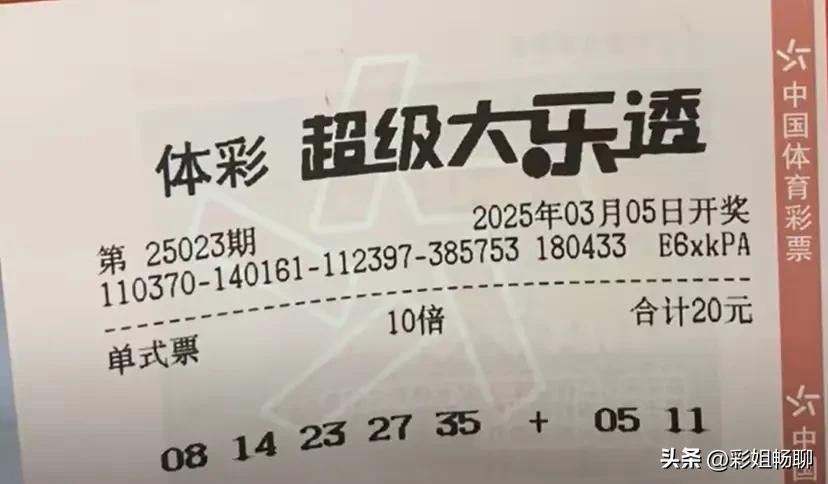 体彩 超级大乐透
第 25023期 2025年03月05日开奖
110370-140161-112397-385753 180433 E6xkPA
单式票 10倍 合计20元
08 14 23 27 35 + 05 11
中国体育彩票
中国
头条 @彩姐畅聊